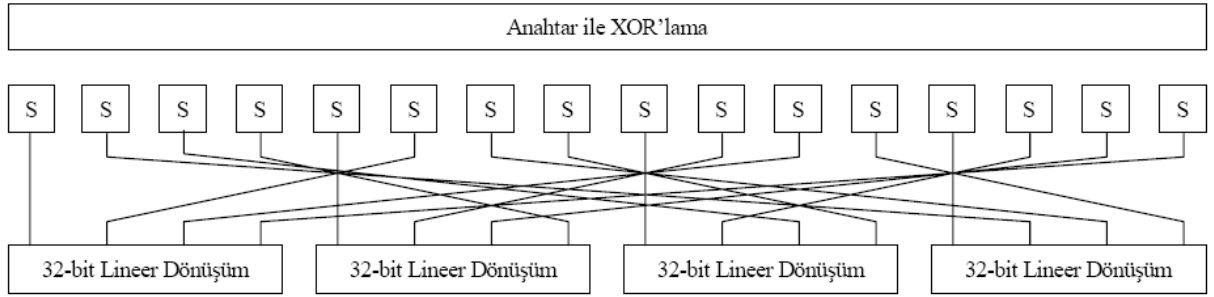 Anahtar ile XOR'lama
S S S S S S S S S S S S S S S S
32-bit Lineer Dönüşüm 32-bit Lineer Dönüşüm 32-bit Lineer Dönüşüm 32-bit Lineer Dönüşüm